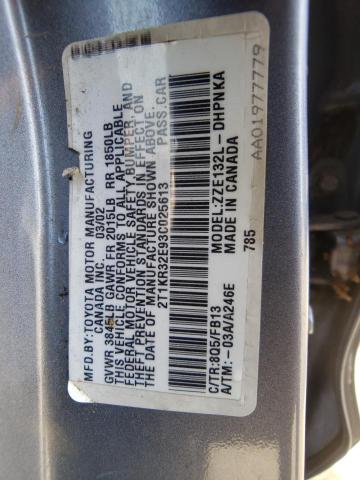 MFD.BY:TOYOTA MOTOR MANUFACTURING
CANADA INC. 03/02
GVWR 3845LB GAWR FR 2015LB RR 1850LB
THIS VEHICLE CONFORMS TO ALL APPLICABLE
FEDERAL MOTOR VEHICLE SAFETY, BUMPER, AND
THEFT PREVENTION STANDARDS IN EFFECT ON
THE DATE OF MANUFACTURE SHOWN ABOVE.
2T1KR32E93C025613 PASS.CAR
C/TR:8Q5/FB13 MODEL:ZZE132L-DHPNKA
A/TM:-03A/A246E MADE IN CANADA
785
AA01977779